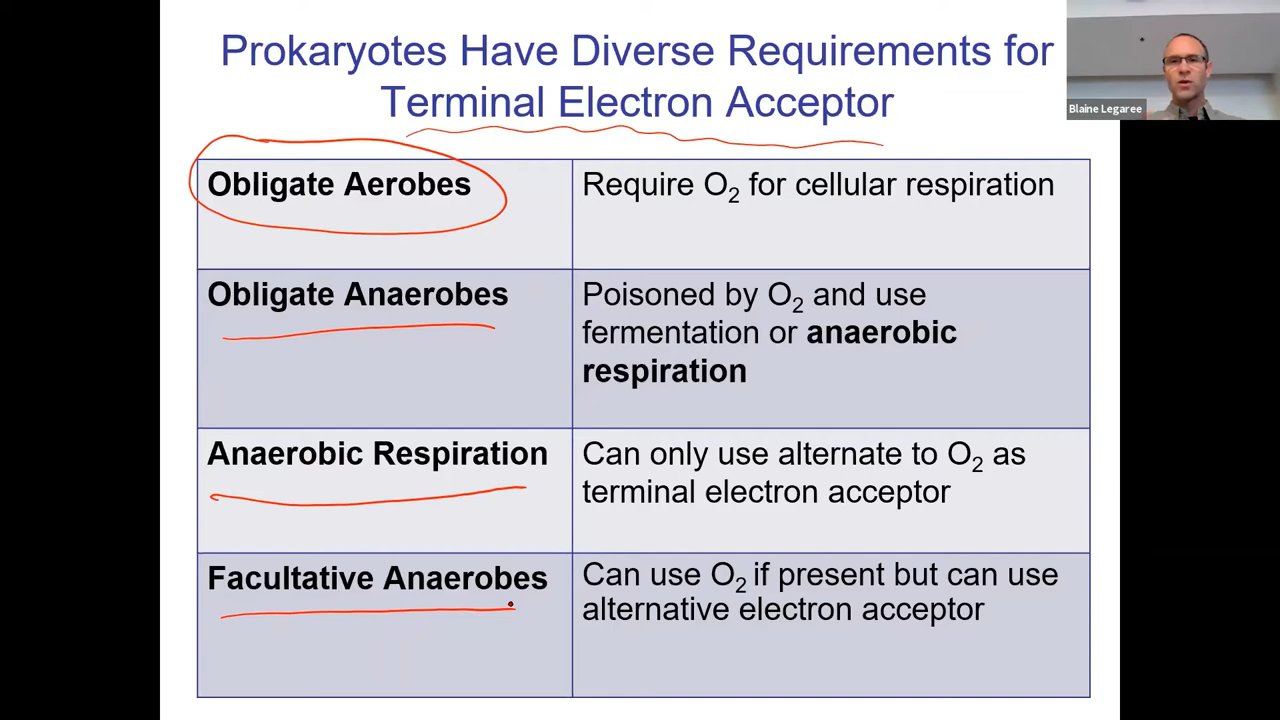 Prokaryotes Have Diverse Requirements for
Terminal Electron Acceptor
Blaine Legaree
Obligate Aerobes
Require O₂ for cellular respiration
Obligate Anaerobes
Poisoned by O₂ and use
fermentation or anaerobic
respiration
Anaerobic Respiration
Can only use alternate to O₂ as
terminal electron acceptor
Facultative Anaerobes
Can use O₂ if present but can use
alternative electron acceptor